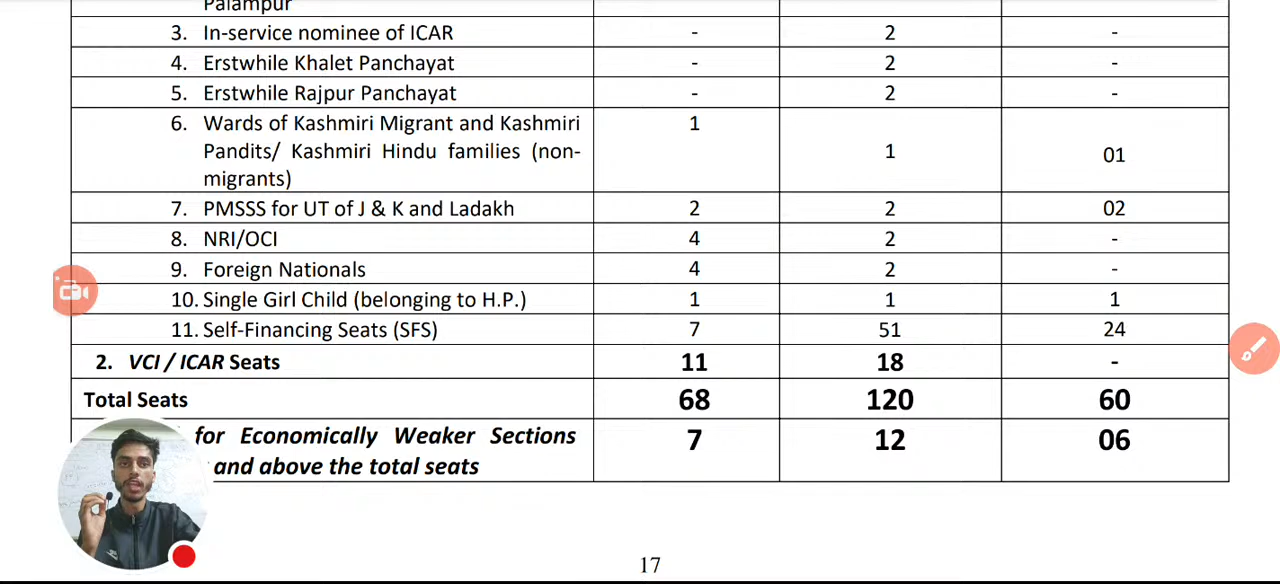 Palampur
3. In-service nominee of ICAR - 2 -
4. Erstwhile Khalet Panchayat - 2 -
5. Erstwhile Rajpur Panchayat - 2 -
6. Wards of Kashmiri Migrant and Kashmiri 1
Pandits/ Kashmiri Hindu families (non- 1 01
migrants)
7. PMSSS for UT of J & K and Ladakh 2 2 02
8. NRI/OCI 4 2 -
9. Foreign Nationals 4 2 -
10. Single Girl Child (belonging to H.P.) 1 1 1
11. Self-Financing Seats (SFS) 7 51 24
2. VCI / ICAR Seats 11 18 -
Total Seats 68 120 60
for Economically Weaker Sections 7 12 06
and above the total seats
17